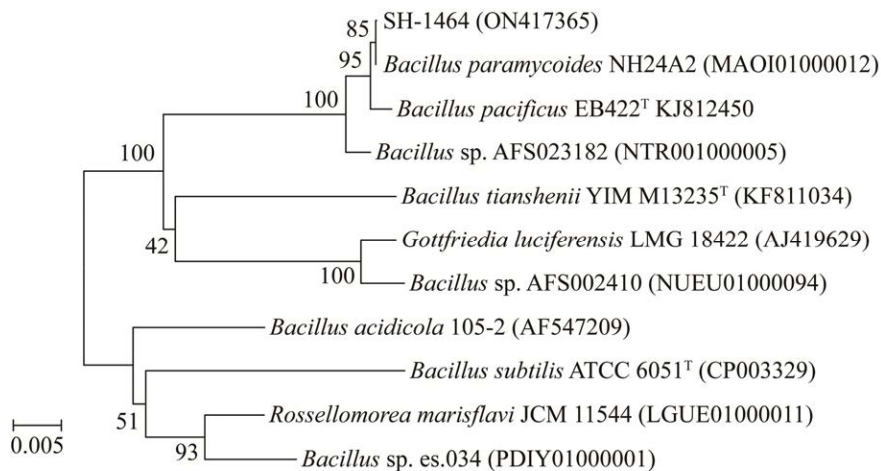 85
SH-1464 (ON417365)
95
Bacillus paramycoides NH24A2 (MAOI01000012)
100
Bacillus pacificus EB422ᵀ KJ812450
100
Bacillus sp. AFS023182 (NTR001000005)
Bacillus tianshenii YIM M13235ᵀ (KF811034)
42
Gottfriedia luciferensis LMG 18422 (AJ419629)
100
Bacillus sp. AFS002410 (NUEU01000094)
Bacillus acidicola 105-2 (AF547209)
Bacillus subtilis ATCC 6051ᵀ (CP003329)
51
Rossellomorea marisflavi JCM 11544 (LGUE01000011)
0.005
93
Bacillus sp. es.034 (PDIY01000001)